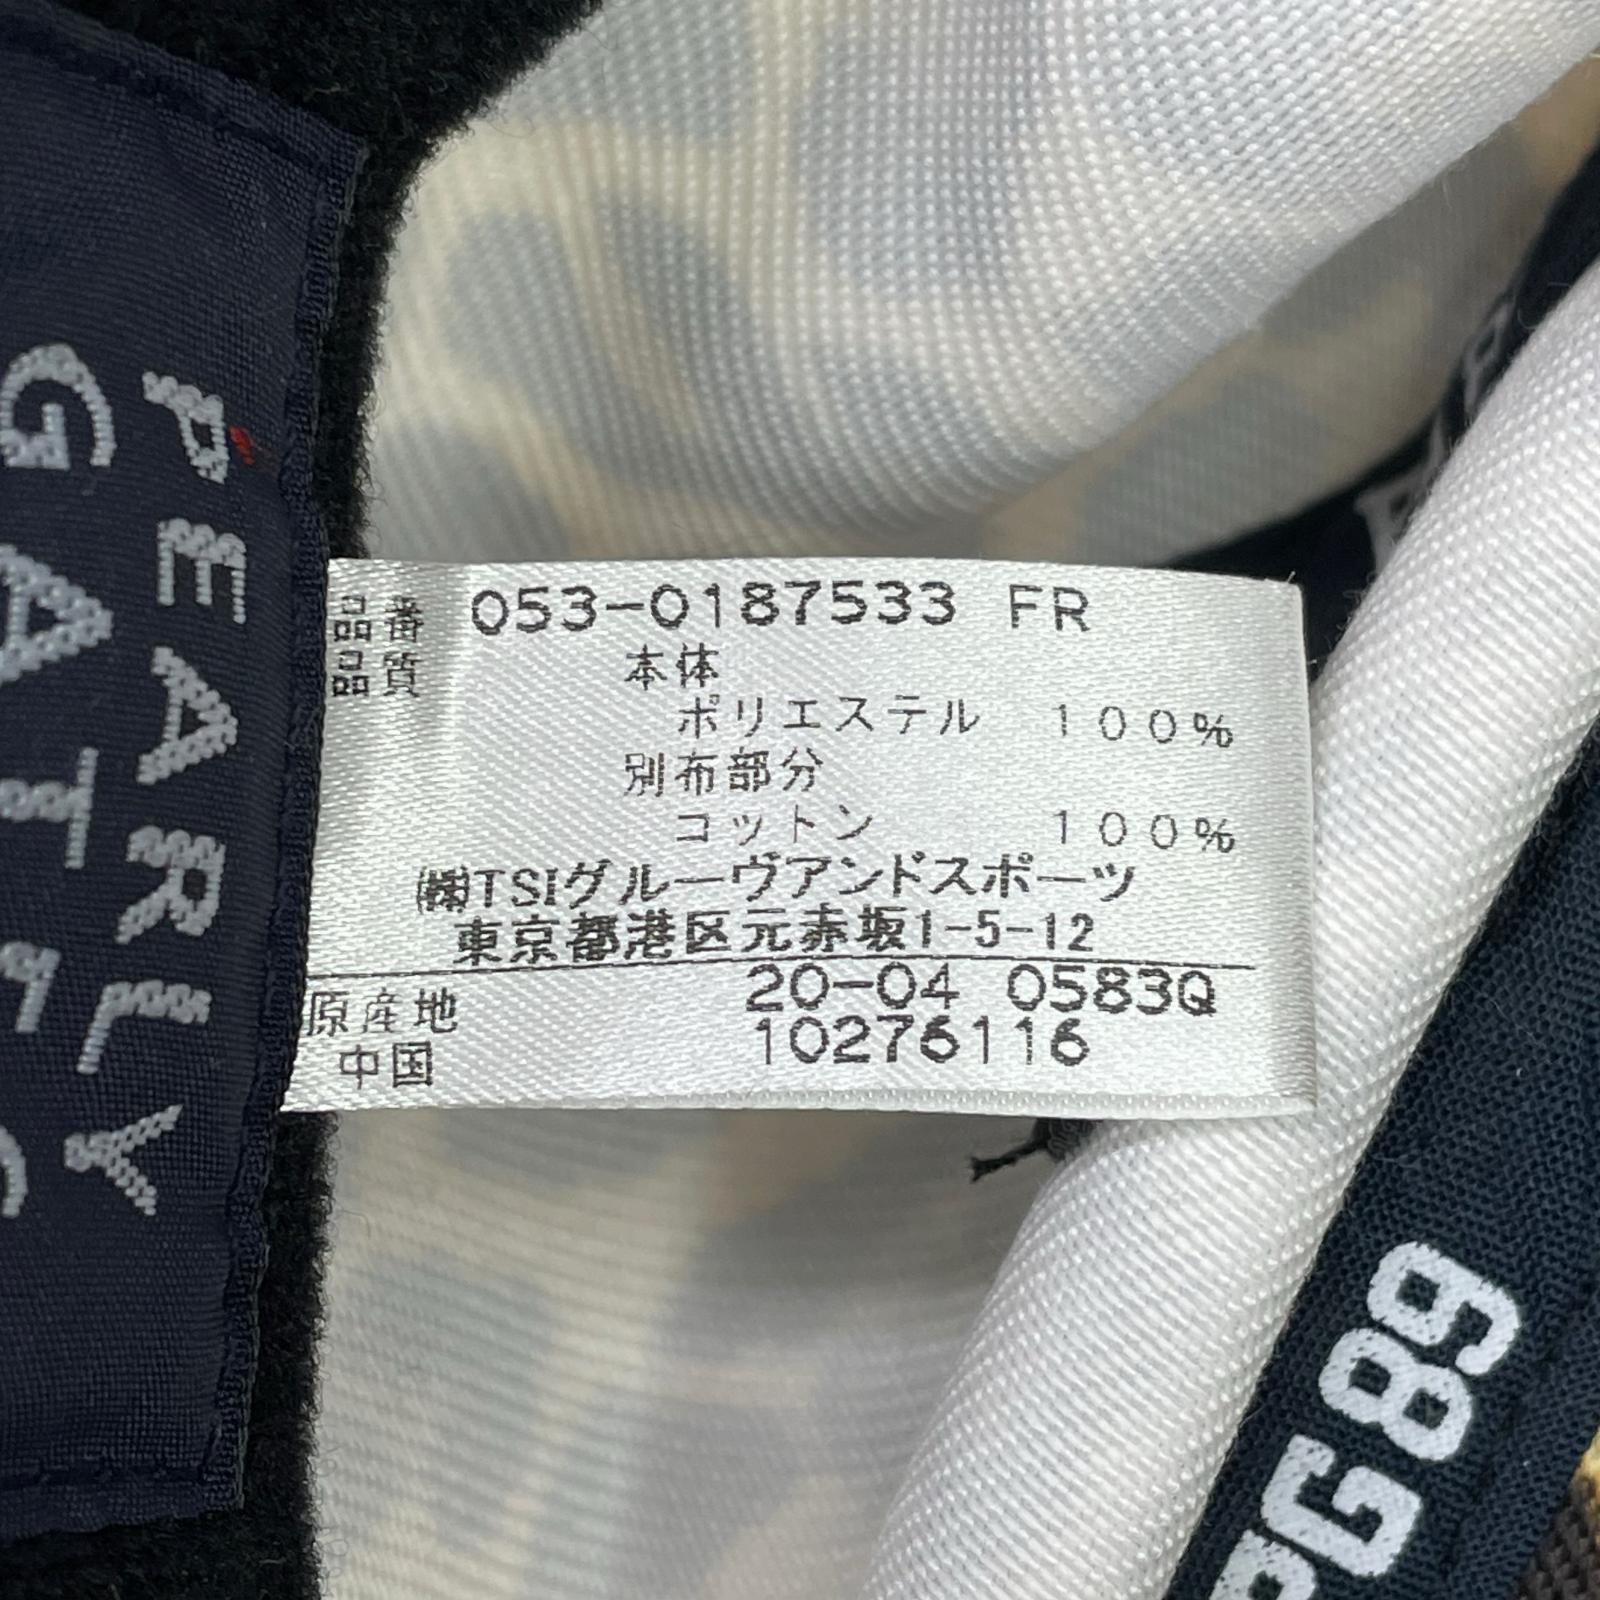 PEARLY
GAT
品番 053-0187533 FR
品質 本体
ポリエステル 100%
別布部分
コットン 100%
㈱TSIグルーヴアンドスポーツ
東京都港区元赤坂1-5-12
原産地 20-04 0583Q
中国 10276116
PG89